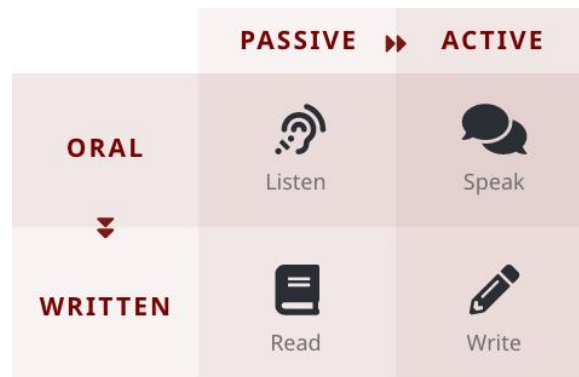 PASSIVE ACTIVE
ORAL
Listen Speak
WRITTEN
Read Write